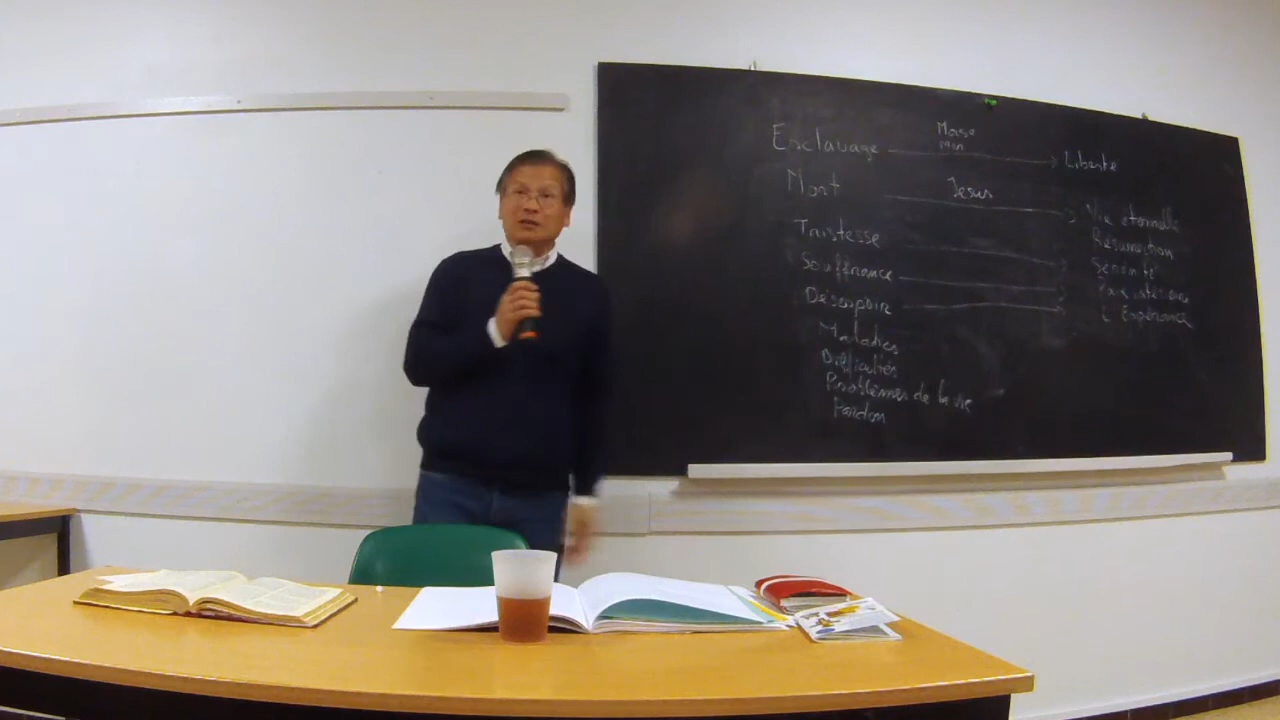 Esclavage Moise Liberté
Mort Jésus Vie éternelle
Tristesse Résurrection
Souffrance Sérénité
Désespoir Paix intérieure
L'Espérance
Maladies
Difficultés
Problèmes de la vie
Pardon